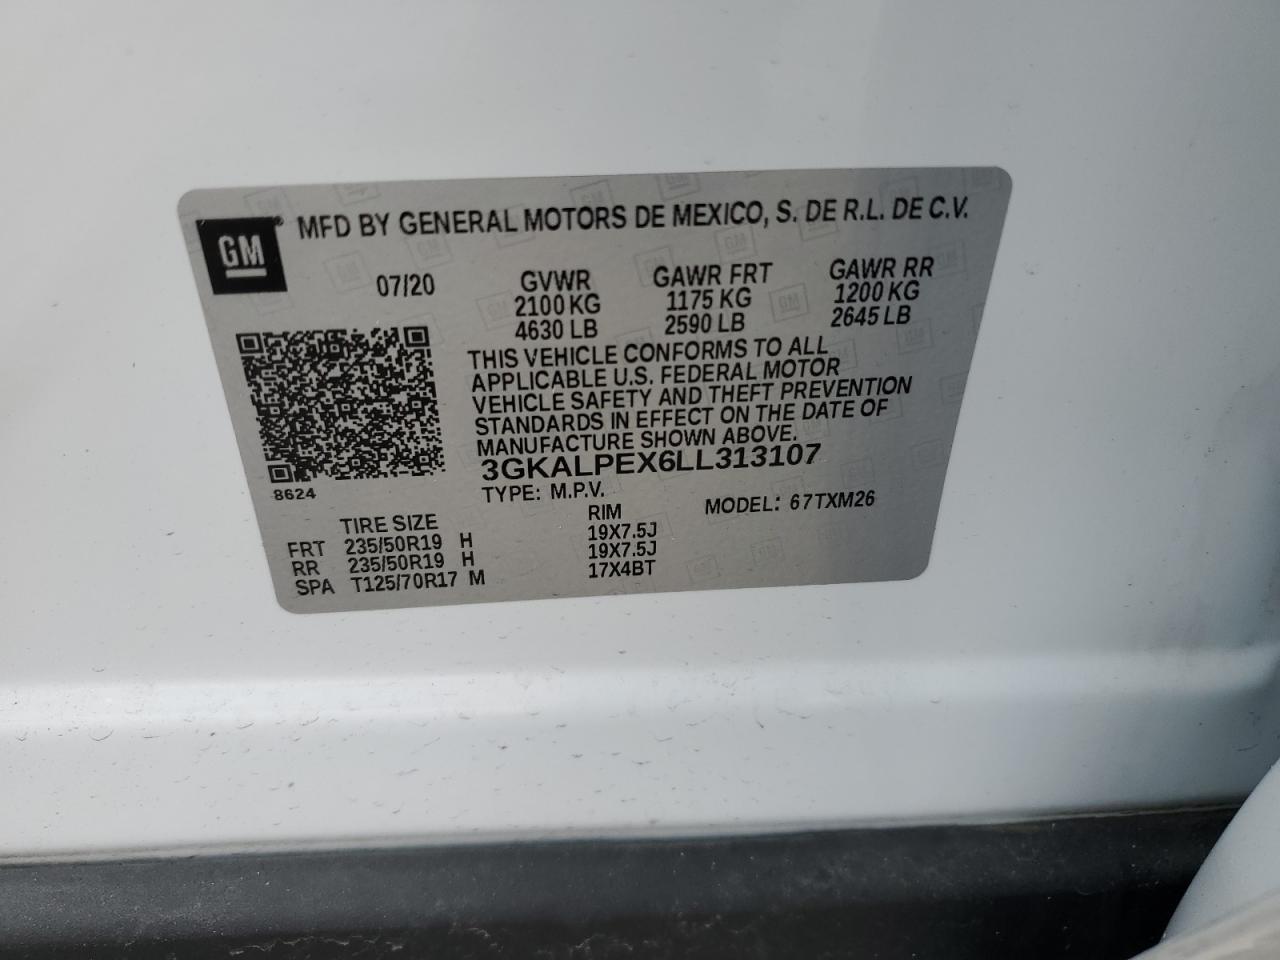 GM® MFD BY GENERAL MOTORS DE MEXICO, S. DE R.L. DE C.V.
07/20 GVWR GAWR FRT GAWR RR
2100 KG 1175 KG 1200 KG
4630 LB 2590 LB 2645 LB
THIS VEHICLE CONFORMS TO ALL
APPLICABLE U.S. FEDERAL MOTOR
VEHICLE SAFETY AND THEFT PREVENTION
STANDARDS IN EFFECT ON THE DATE OF
MANUFACTURE SHOWN ABOVE.
3GKALPEX6LL313107
8624
TYPE: M.P.V. MODEL: 67TXM26
TIRE SIZE RIM
FRT 235/50R19 H 19X7.5J
RR 235/50R19 H 19X7.5J
SPA T125/70R17 M 17X4BT